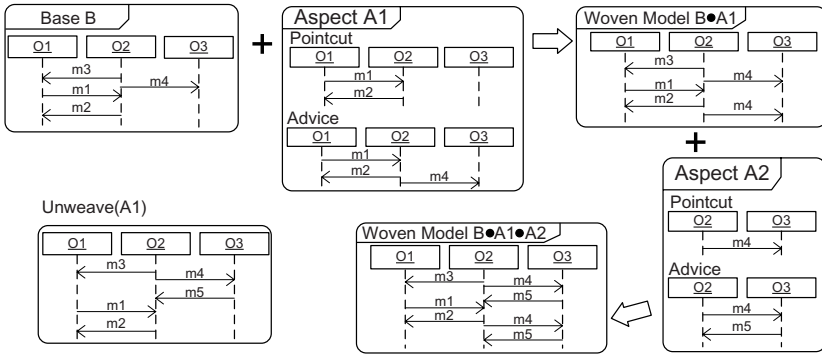 Base B
O1 O2 O3
m3
m4
m1
m2
+
Aspect A1
Pointcut
O1 O2 O3
m1
m2
Advice
O1 O2 O3
m1
m2 m4
Woven Model B●A1
O1 O2 O3
m3
m4
m1
m2
m4
+
Aspect A2
Pointcut
O2 O3
m4
Advice
O2 O3
m4
m5
Woven Model B●A1●A2
O1 O2 O3
m3 m4
m5
m1
m2 m4
m5
Unweave(A1)
O1 O2 O3
m3 m4
m5
m1
m2